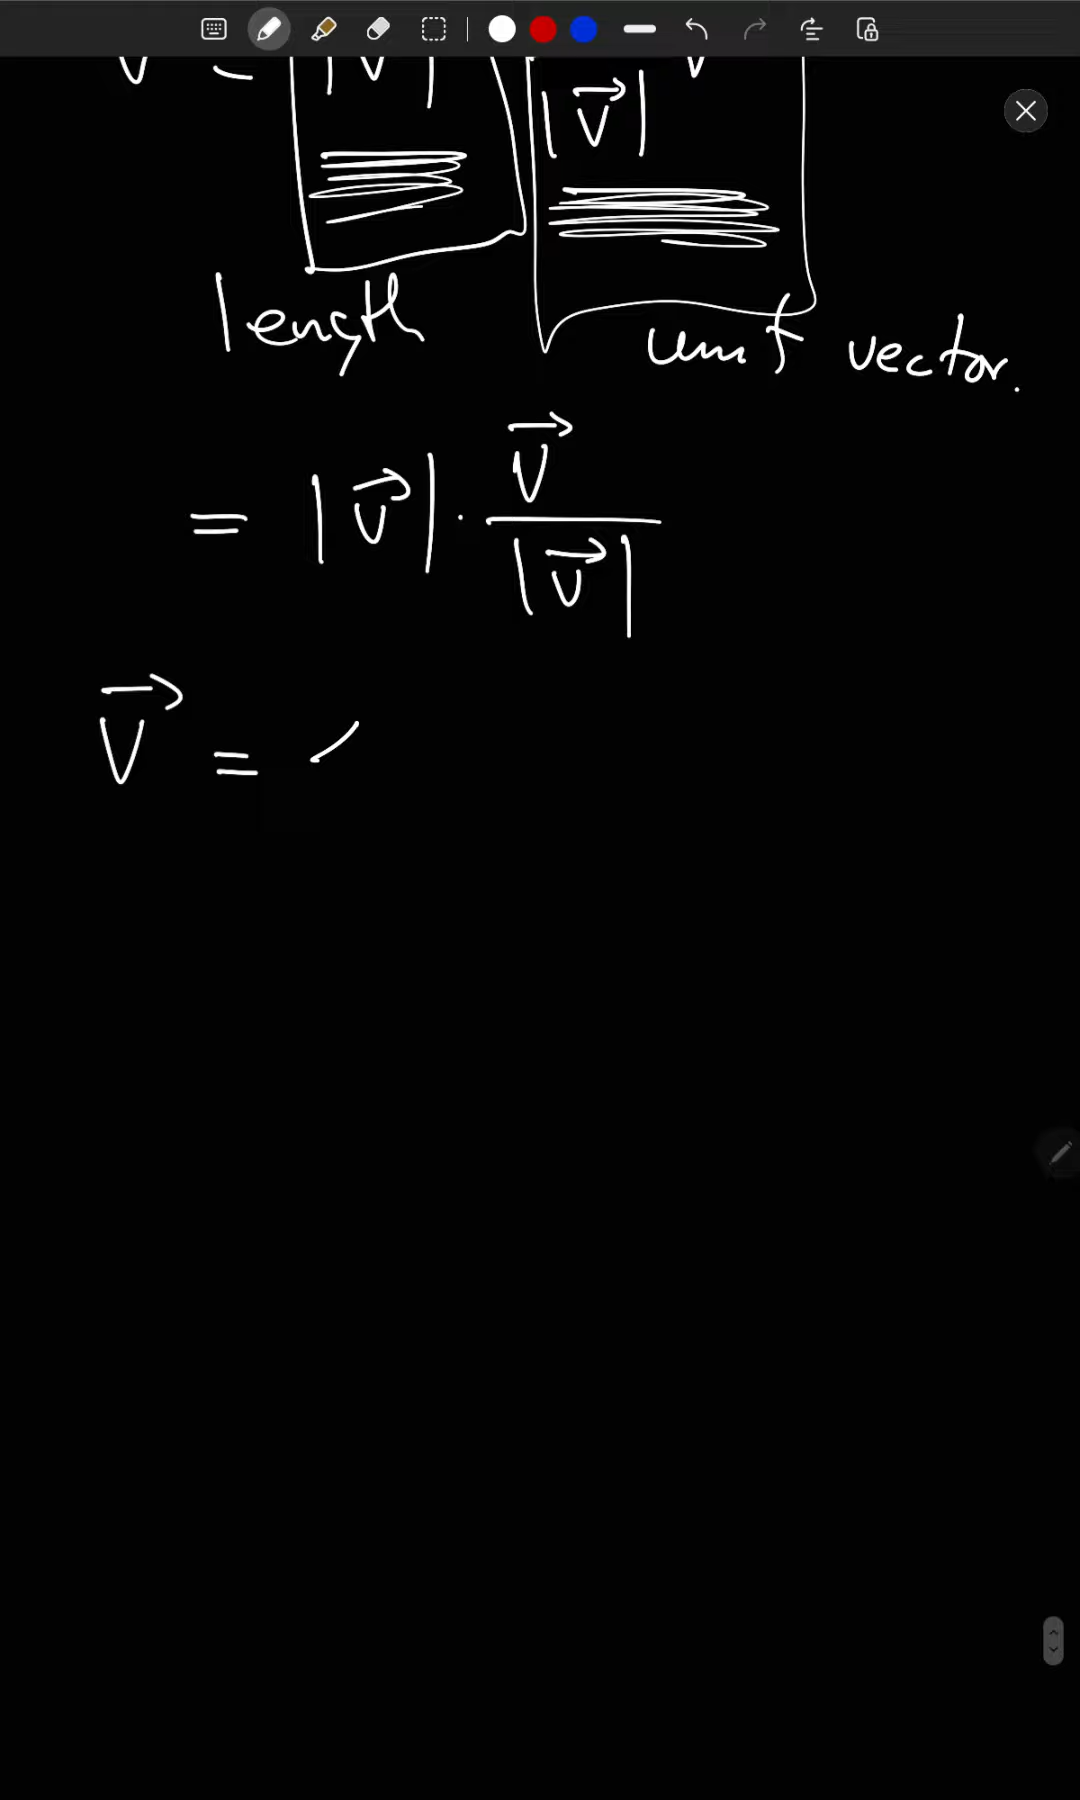 |v⃗|
length unit vector.
= |v⃗| · v⃗ / |v⃗|
v⃗ =